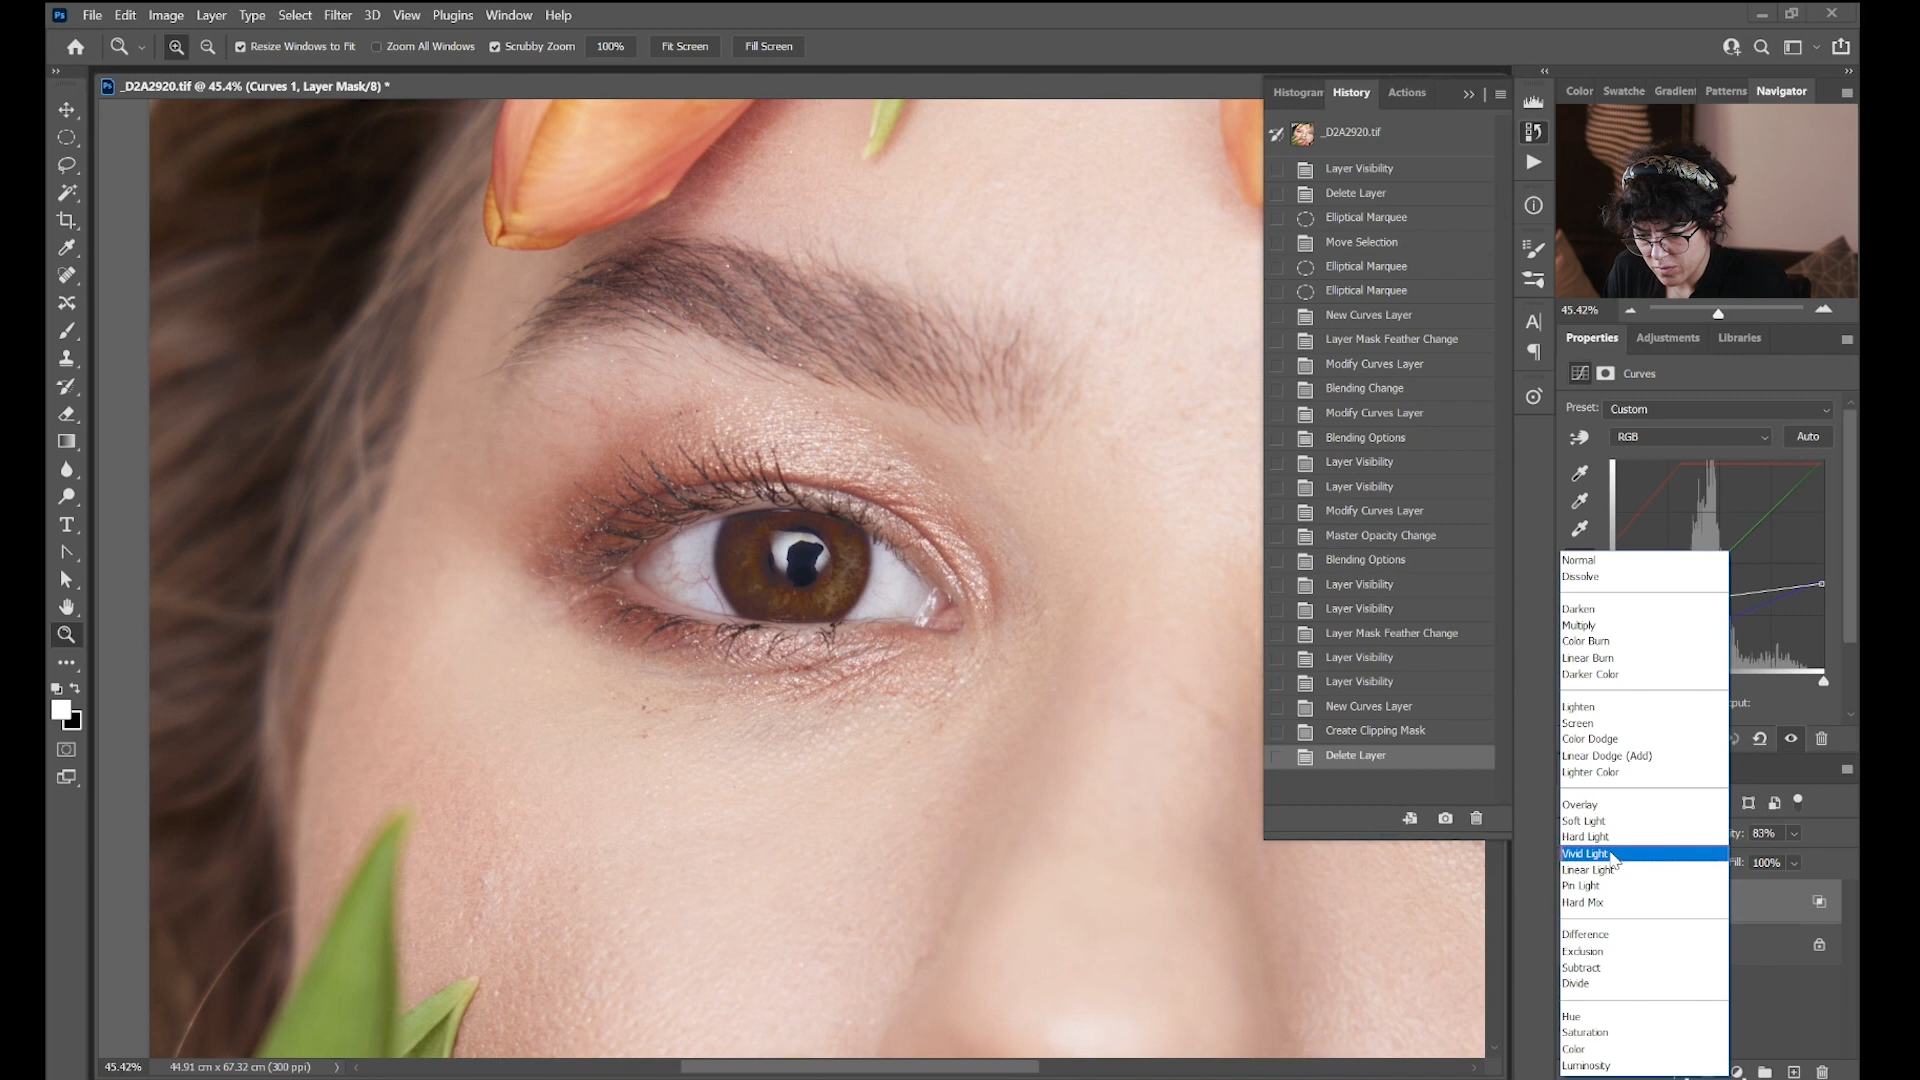 Ps File Edit Image Layer Type Select Filter 3D View Plugins Window Help
Resize Windows to Fit Zoom All Windows Scrubby Zoom 100% Fit Screen Fill Screen
Ps _D2A2920.tif @ 45.4% (Curves 1, Layer Mask/8) *
Histogram History Actions
_D2A2920.tif
Layer Visibility
Delete Layer
Elliptical Marquee
Move Selection
Elliptical Marquee
Elliptical Marquee
New Curves Layer
Layer Mask Feather Change
Modify Curves Layer
Blending Change
Modify Curves Layer
Blending Options
Layer Visibility
Layer Visibility
Modify Curves Layer
Master Opacity Change
Blending Options
Layer Visibility
Layer Visibility
Layer Mask Feather Change
Layer Visibility
Layer Visibility
New Curves Layer
Create Clipping Mask
Delete Layer
Color Swatche Gradient Patterns Navigator
45.42%
Properties Adjustments Libraries
Curves
Preset: Custom
RGB Auto
Normal
Dissolve
Darken
Multiply
Color Burn
Linear Burn
Darker Color
Lighten
Screen
Color Dodge
Linear Dodge (Add)
Lighter Color
Overlay
Soft Light
Hard Light
Vivid Light
Linear Light
Pin Light
Hard Mix
Difference
Exclusion
Subtract
Divide
Hue
Saturation
Color
Luminosity
83%
100%
45.42% 44.91 cm x 67.32 cm (300 ppi)